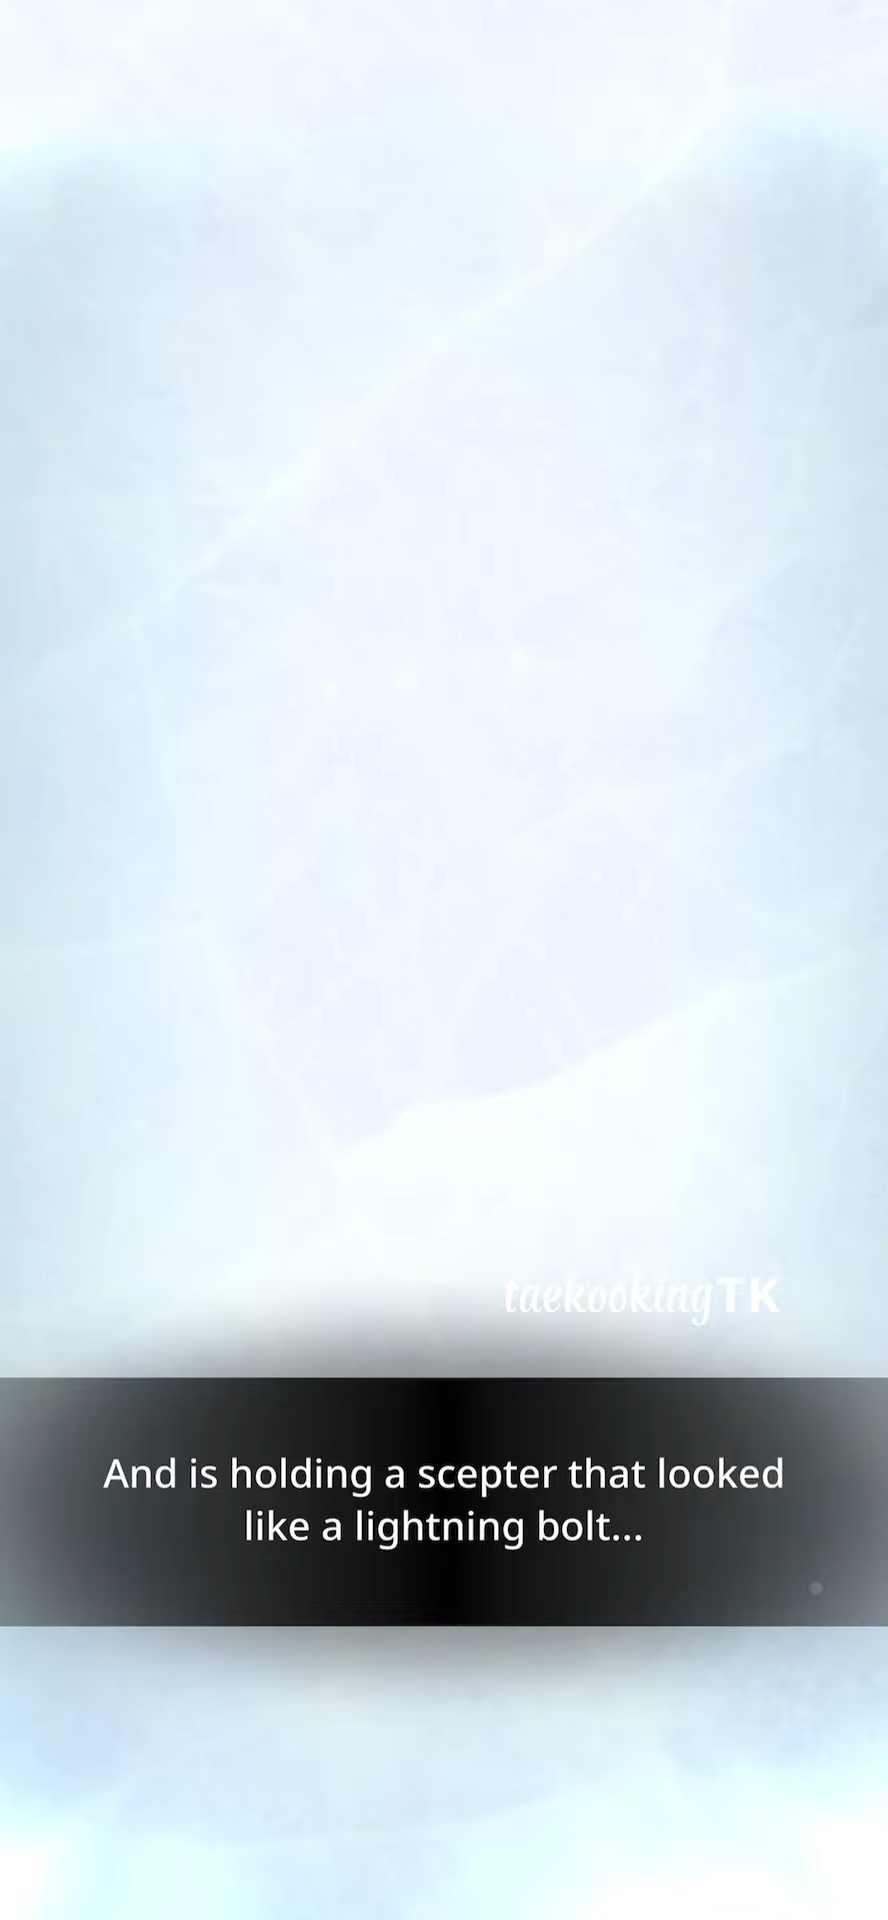 taekookingTK
And is holding a scepter that looked
like a lightning bolt...